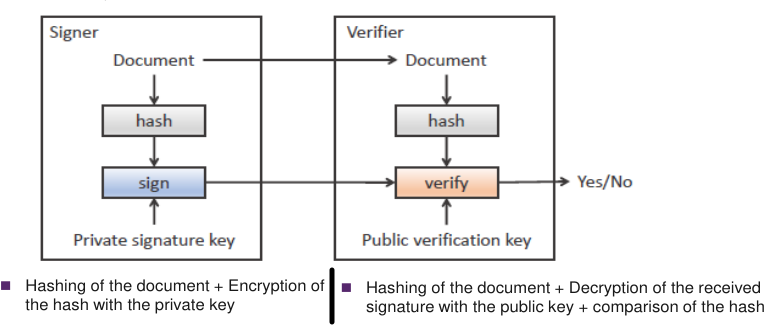 Signer
Document
hash
sign
Private signature key
Verifier
Document
hash
verify
Public verification key
Yes/No
Hashing of the document + Encryption of
the hash with the private key
Hashing of the document + Decryption of the received
signature with the public key + comparison of the hash